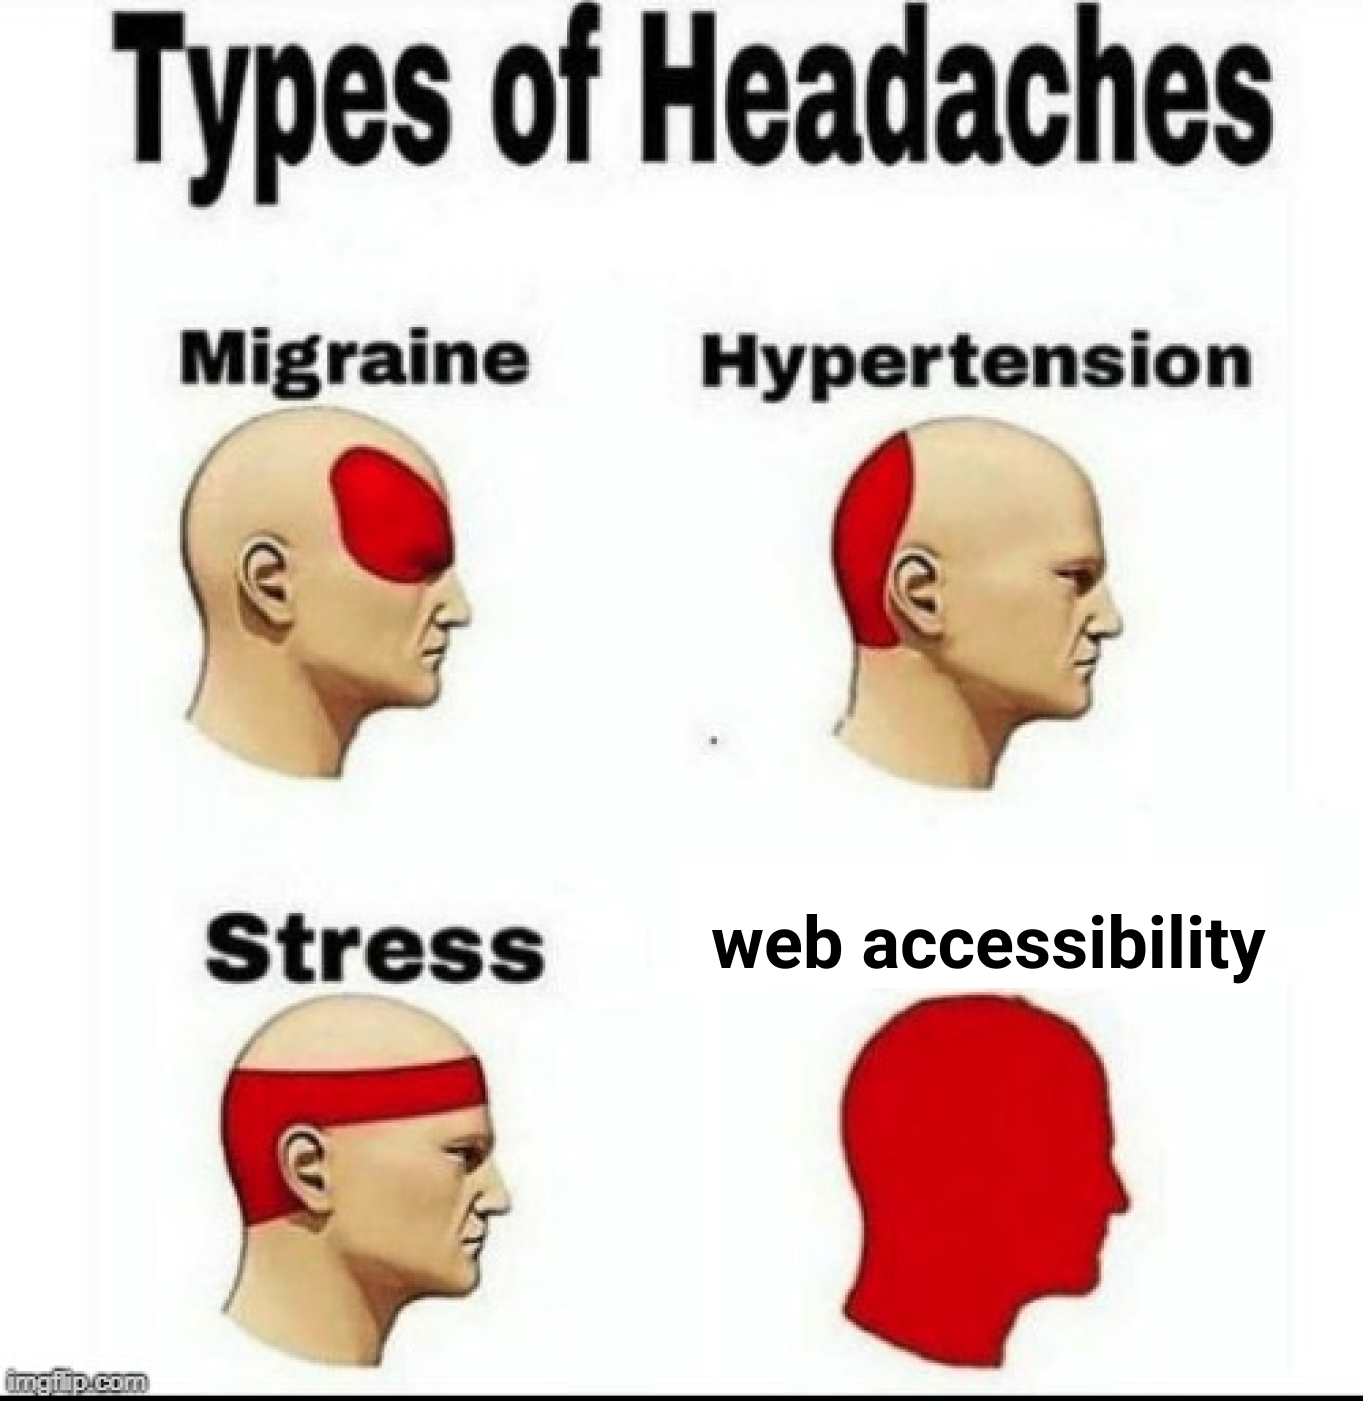 Types of Headaches
Migraine
Hypertension
Stress
web accessibility
imgflip.com